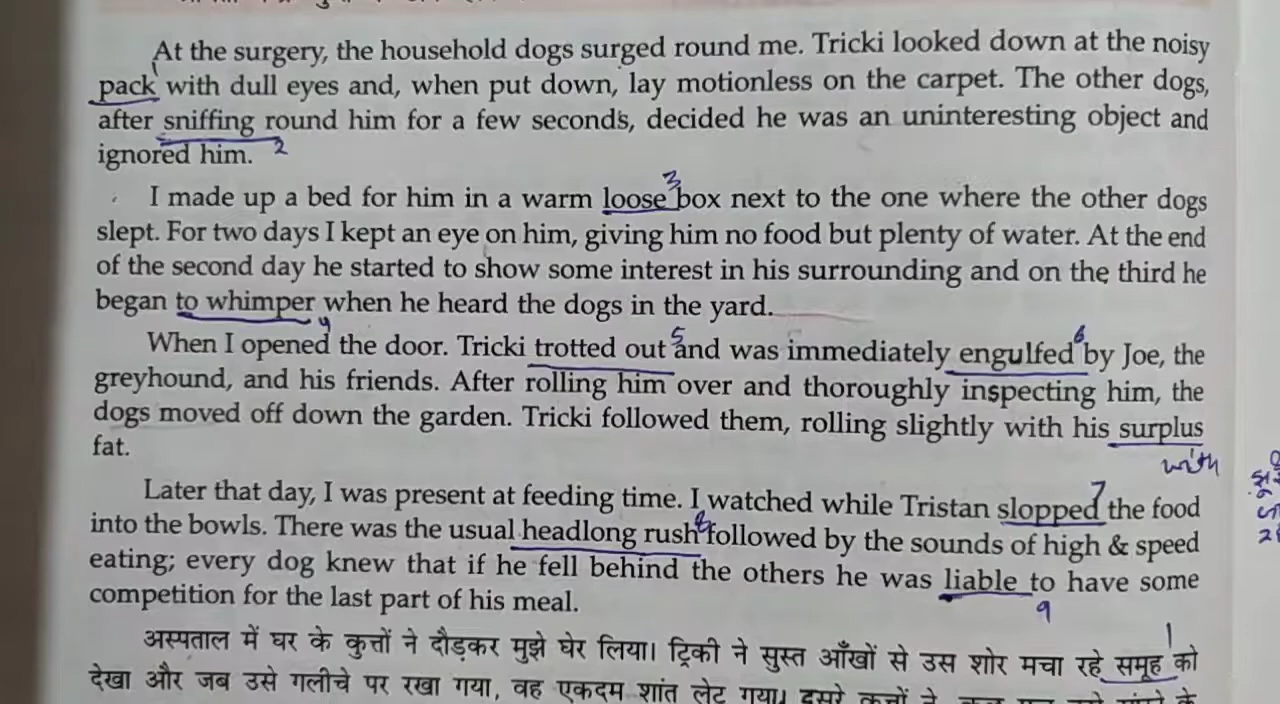 At the surgery, the household dogs surged round me. Tricki looked down at the noisy
pack with dull eyes and, when put down, lay motionless on the carpet. The other dogs,
after sniffing round him for a few seconds, decided he was an uninteresting object and
ignored him. 2
3
I made up a bed for him in a warm loose box next to the one where the other dogs
slept. For two days I kept an eye on him, giving him no food but plenty of water. At the end
of the second day he started to show some interest in his surrounding and on the third he
began to whimper when he heard the dogs in the yard.
4 5 6
When I opened the door. Tricki trotted out and was immediately engulfed by Joe, the
greyhound, and his friends. After rolling him over and thoroughly inspecting him, the
dogs moved off down the garden. Tricki followed them, rolling slightly with his surplus
fat.
with
7
Later that day, I was present at feeding time. I watched while Tristan slopped the food
8
into the bowls. There was the usual headlong rush followed by the sounds of high & speed
eating; every dog knew that if he fell behind the others he was liable to have some
competition for the last part of his meal.
9
1
अस्पताल में घर के कुत्तों ने दौड़कर मुझे घेर लिया। ट्रिकी ने सुस्त आँखों से उस शोर मचा रहे समूह को
देखा और जब उसे गलीचे पर रखा गया, वह एकदम शांत लेट गया। दूसरे कुत्तों ने